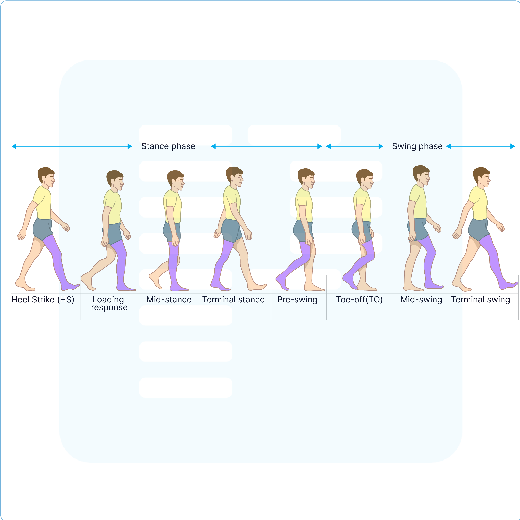 Stance phase
Swing phase
Heel Strike (HS)
Loading
response
Mid-stance
Terminal stance
Pre-swing
Toe-off(TO)
Mid-swing
Terminal swing